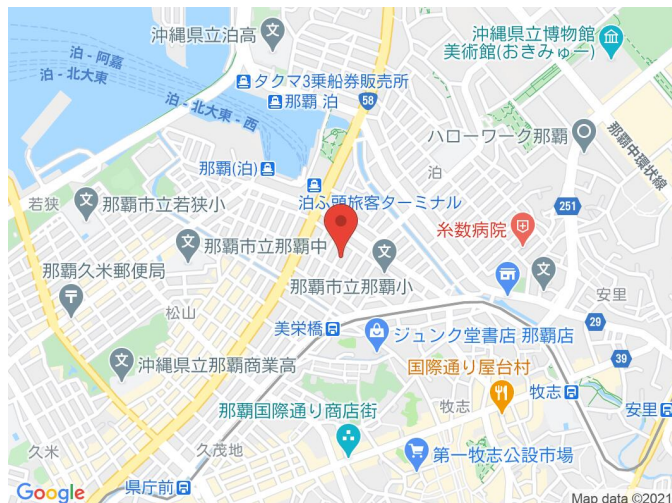 沖縄県立泊高
沖縄県立博物館
美術館(おきみゅー)
泊 - 阿嘉
泊 - 北大東
泊 - 北大東 - 西
タクマ3乗船券販売所
那覇 泊
58
ハローワーク那覇
那覇中環状線
那覇(泊)
泊
泊ふ頭旅客ターミナル
若狭
那覇市立若狭小
251
糸数病院
那覇市立那覇中
那覇久米郵便局
那覇市立那覇小
松山
安里
美栄橋
ジュンク堂書店 那覇店
29
沖縄県立那覇商業高
39
国際通り屋台村
牧志
牧志
安里
那覇国際通り商店街
久米
久茂地
第一牧志公設市場
県庁前
Google
Map data ©2021